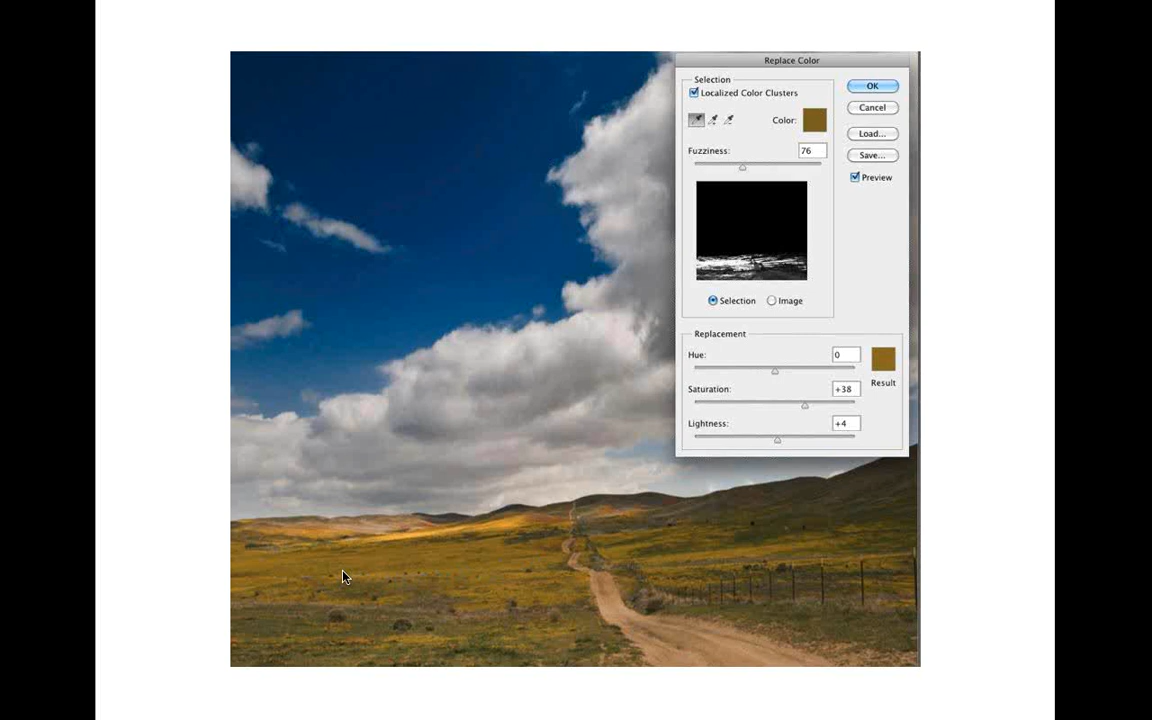 Replace Color
Selection
Localized Color Clusters
OK
Cancel
Color:
Load...
Fuzziness: 76
Save...
Preview
Selection Image
Replacement
Hue: 0
Result
Saturation: +38
Lightness: +4